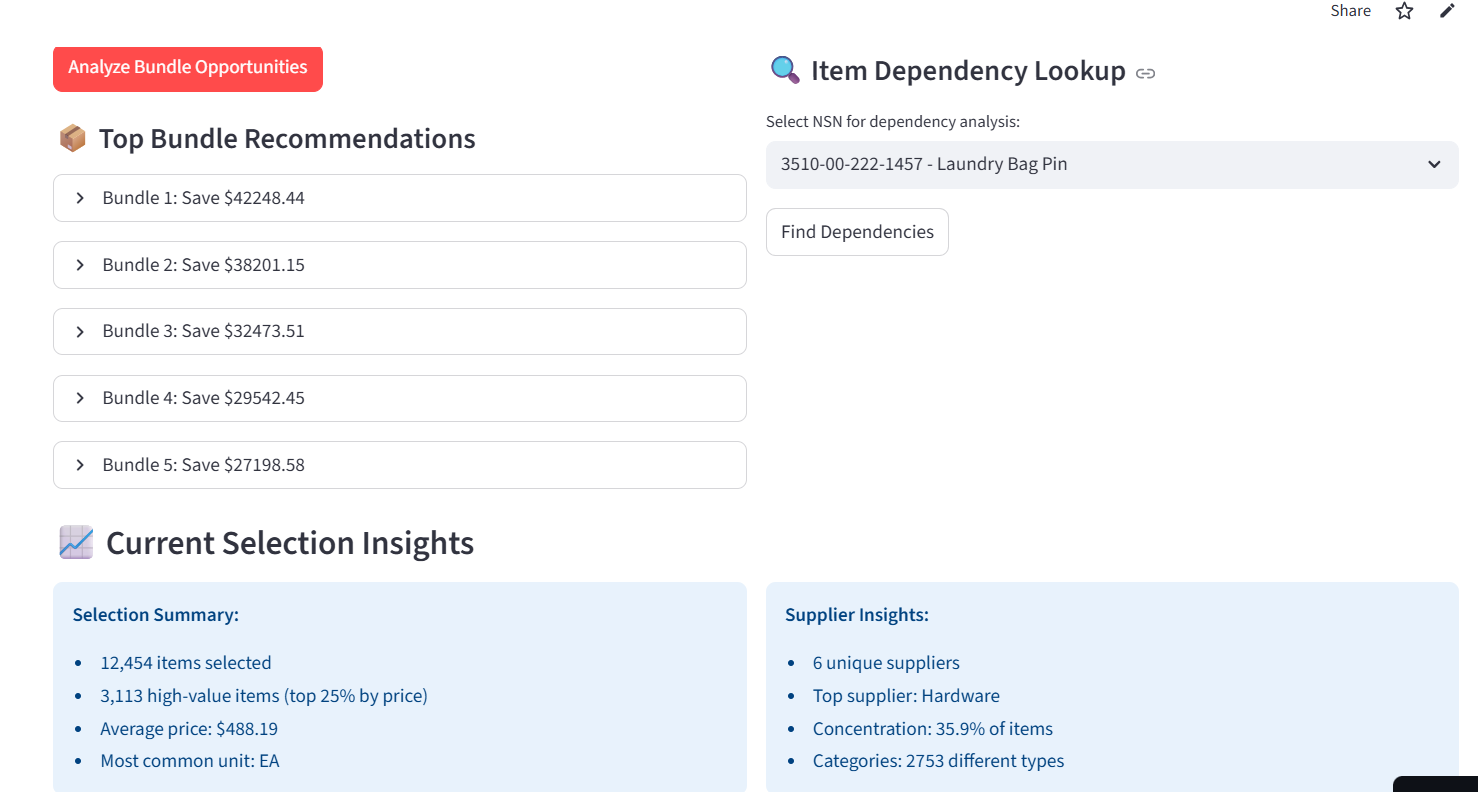 Share
Analyze Bundle Opportunities
Top Bundle Recommendations
Bundle 1: Save $42248.44
Bundle 2: Save $38201.15
Bundle 3: Save $32473.51
Bundle 4: Save $29542.45
Bundle 5: Save $27198.58
Item Dependency Lookup
Select NSN for dependency analysis:
3510-00-222-1457 - Laundry Bag Pin
Find Dependencies
Current Selection Insights
Selection Summary:
12,454 items selected
3,113 high-value items (top 25% by price)
Average price: $488.19
Most common unit: EA
Supplier Insights:
6 unique suppliers
Top supplier: Hardware
Concentration: 35.9% of items
Categories: 2753 different types